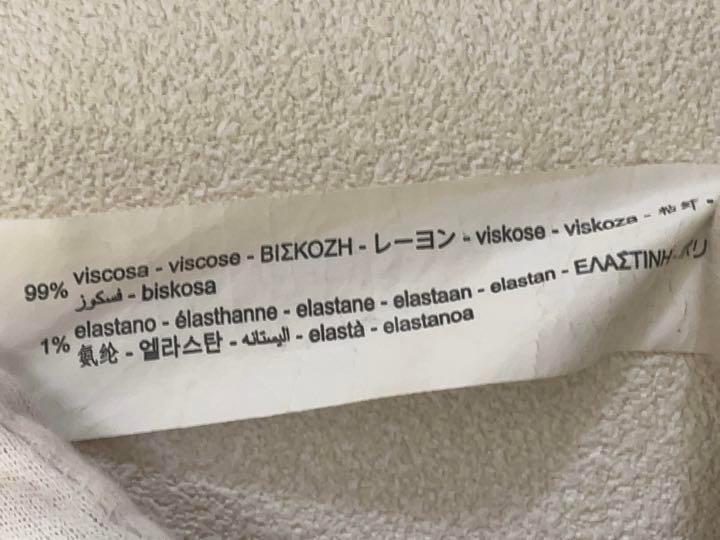 99% viscosa - viscose - ΒΙΣΚΟΖΗ - レーヨン - viskose - viskoza -
فسكوز - biskosa
1% elastano - élasthanne - elastane - elastaan - elastan - ΕΛΑΣΤΙΝΗ
氨纶 - 엘라스탄 - اليستانه - elastà - elastanoa